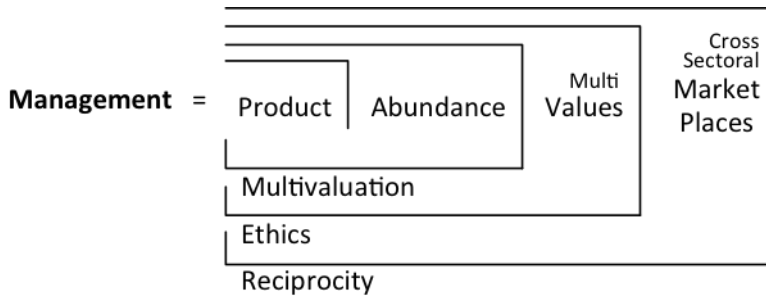 Cross
Sectoral
Multi
Market
Management = Product Abundance Values
Places
Multivaluation
Ethics
Reciprocity